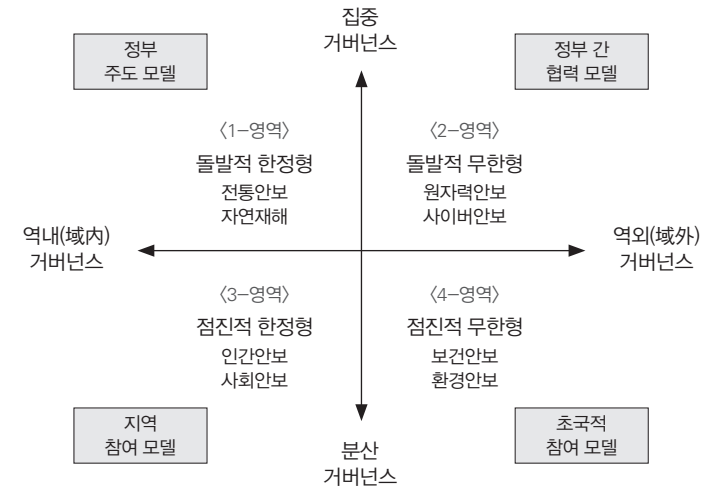 집중
거버넌스
정부
주도 모델
정부 간
협력 모델
〈1-영역〉
돌발적 한정형
전통안보
자연재해
〈2-영역〉
돌발적 무한형
원자력안보
사이버안보
역내(域內)
거버넌스
역외(域外)
거버넌스
〈3-영역〉
점진적 한정형
인간안보
사회안보
〈4-영역〉
점진적 무한형
보건안보
환경안보
지역
참여 모델
초국적
참여 모델
분산
거버넌스